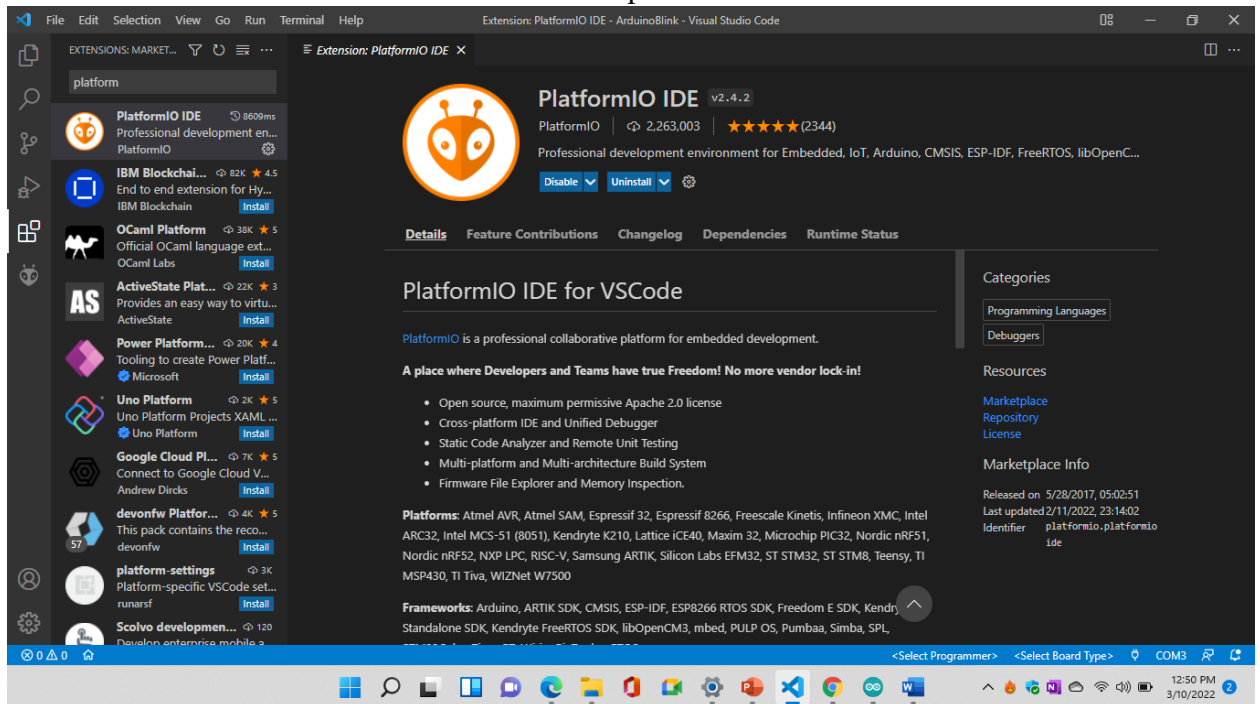 File Edit Selection View Go Run Terminal Help
Extension: PlatformIO IDE - ArduinoBlink - Visual Studio Code
EXTENSIONS: MARKET...
Extension: PlatformIO IDE
platform
PlatformIO IDE 8609ms
Professional development en...
PlatformIO
IBM Blockchai... 82K ★ 4.5
End to end extension for Hy...
IBM Blockchain Install
OCaml Platform 38K ★ 5
Official OCaml language ext...
OCaml Labs Install
AS
ActiveState Plat... 22K ★ 3
Provides an easy way to virtu...
ActiveState Install
Power Platform... 20K ★ 4
Tooling to create Power Platf...
Microsoft Install
Uno Platform 2K ★ 5
Uno Platform Projects XAML ...
Uno Platform Install
Google Cloud Pl... 7K ★ 5
Connect to Google Cloud V...
Andrew Dircks Install
devonfw Platfor... 4K ★ 5
This pack contains the reco...
57
devonfw Install
platform-settings 3K
Platform-specific VSCode set...
runarsf Install
Scolvo developmen... 120
Develop enterprise mobile a...
PlatformIO IDE v2.4.2
PlatformIO | 2,263,003 | ★★★★★(2344)
Professional development environment for Embedded, IoT, Arduino, CMSIS, ESP-IDF, FreeRTOS, libOpenC...
Disable Uninstall
Details Feature Contributions Changelog Dependencies Runtime Status
PlatformIO IDE for VSCode
PlatformIO is a professional collaborative platform for embedded development.
A place where Developers and Teams have true Freedom! No more vendor lock-in!
• Open source, maximum permissive Apache 2.0 license
• Cross-platform IDE and Unified Debugger
• Static Code Analyzer and Remote Unit Testing
• Multi-platform and Multi-architecture Build System
• Firmware File Explorer and Memory Inspection.
Platforms: Atmel AVR, Atmel SAM, Espressif 32, Espressif 8266, Freescale Kinetis, Infineon XMC, Intel
ARC32, Intel MCS-51 (8051), Kendryte K210, Lattice iCE40, Maxim 32, Microchip PIC32, Nordic nRF51,
Nordic nRF52, NXP LPC, RISC-V, Samsung ARTIK, Silicon Labs EFM32, ST STM32, ST STM8, Teensy, TI
MSP430, TI Tiva, WIZNet W7500
Frameworks: Arduino, ARTIK SDK, CMSIS, ESP-IDF, ESP8266 RTOS SDK, Freedom E SDK, Kendry
Standalone SDK, Kendryte FreeRTOS SDK, libOpenCM3, mbed, PULP OS, Pumbaa, Simba, SPL,
Categories
Programming Languages
Debuggers
Resources
Marketplace
Repository
License
Marketplace Info
Released on 5/28/2017, 05:02:51
Last updated 2/11/2022, 23:14:02
Identifier platformio.platformio
ide
0 0
<Select Programmer> <Select Board Type> COM3
12:50 PM
3/10/2022 2